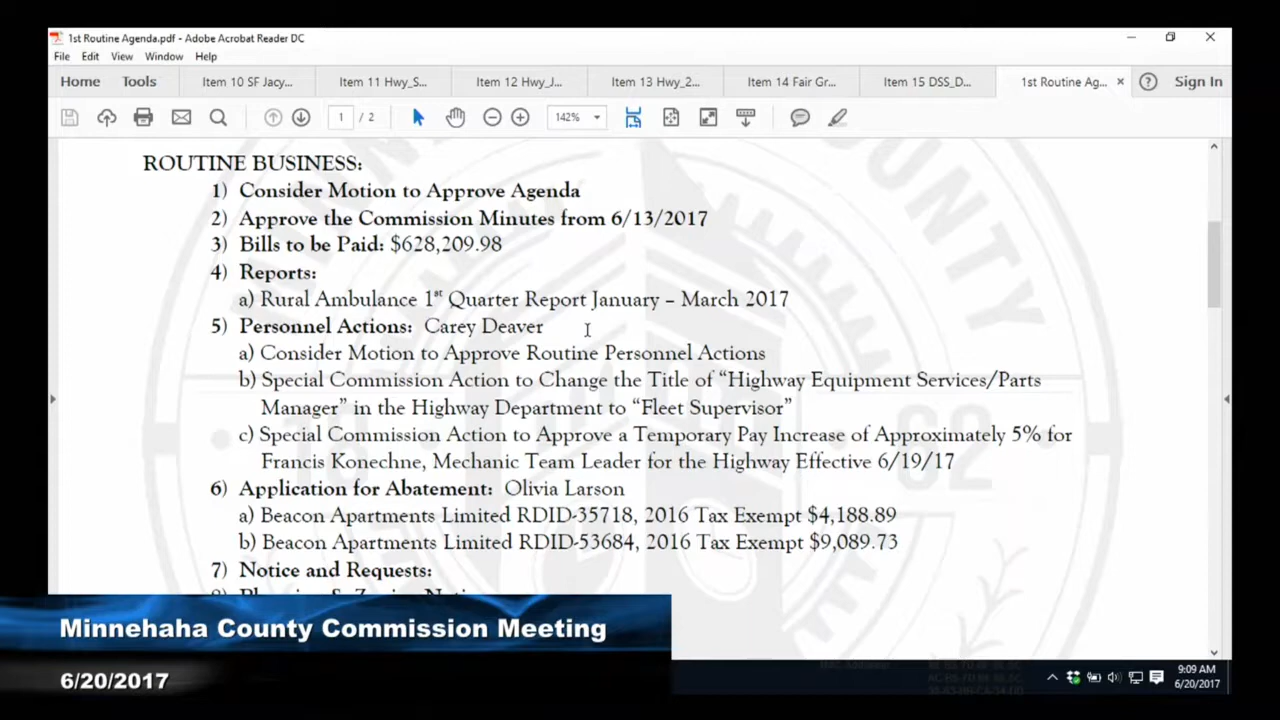 1st Routine Agenda.pdf - Adobe Acrobat Reader DC
File Edit View Window Help
Home Tools Item 10 SF Jacy... Item 11 Hwy_S... Item 12 Hwy_J... Item 13 Hwy_2... Item 14 Fair Gr... Item 15 DSS_D... 1st Routine Ag... Sign In
1 / 2 142%
ROUTINE BUSINESS:
1) Consider Motion to Approve Agenda
2) Approve the Commission Minutes from 6/13/2017
3) Bills to be Paid: $628,209.98
4) Reports:
a) Rural Ambulance 1st Quarter Report January – March 2017
5) Personnel Actions: Carey Deaver
a) Consider Motion to Approve Routine Personnel Actions
b) Special Commission Action to Change the Title of “Highway Equipment Services/Parts
Manager” in the Highway Department to “Fleet Supervisor”
c) Special Commission Action to Approve a Temporary Pay Increase of Approximately 5% for
Francis Konechne, Mechanic Team Leader for the Highway Effective 6/19/17
6) Application for Abatement: Olivia Larson
a) Beacon Apartments Limited RDID-35718, 2016 Tax Exempt $4,188.89
b) Beacon Apartments Limited RDID-53684, 2016 Tax Exempt $9,089.73
7) Notice and Requests:
Minnehaha County Commission Meeting
6/20/2017
9:09 AM
6/20/2017